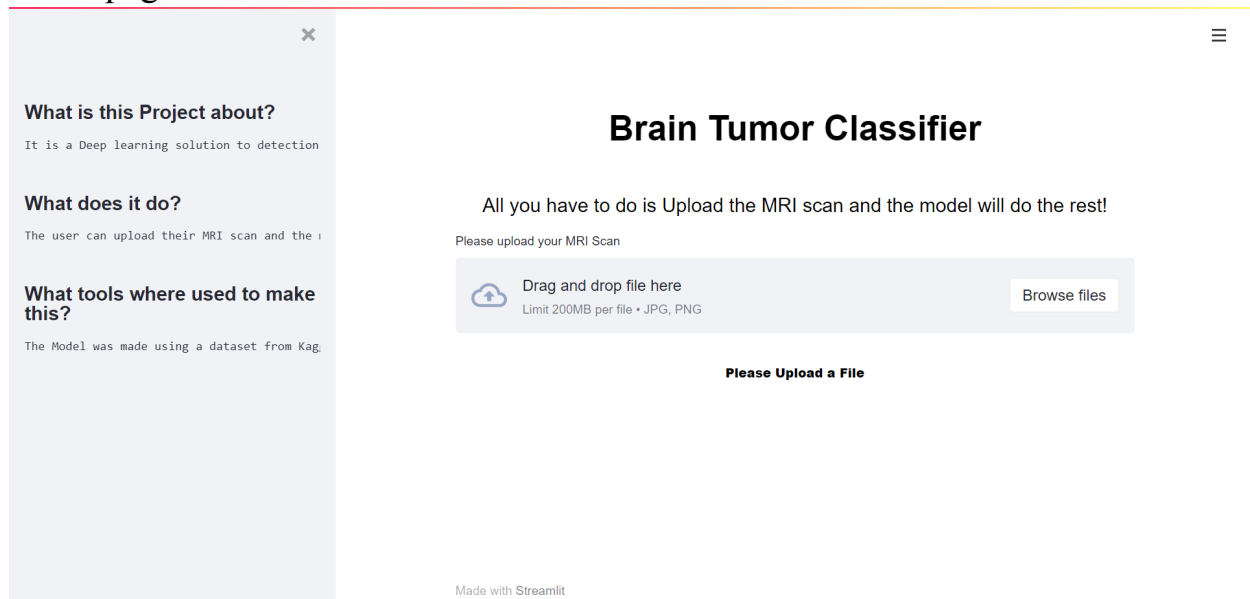 What is this Project about?
It is a Deep learning solution to detection
What does it do?
The user can upload their MRI scan and the
What tools where used to make
this?
The Model was made using a dataset from
Brain Tumor Classifier
All you have to do is Upload the MRI scan and the model will do the rest!
Please upload your MRI Scan
Drag and drop file here
Limit 200MB per file • JPG, PNG
Browse files
Please Upload a File
Made with Streamlit